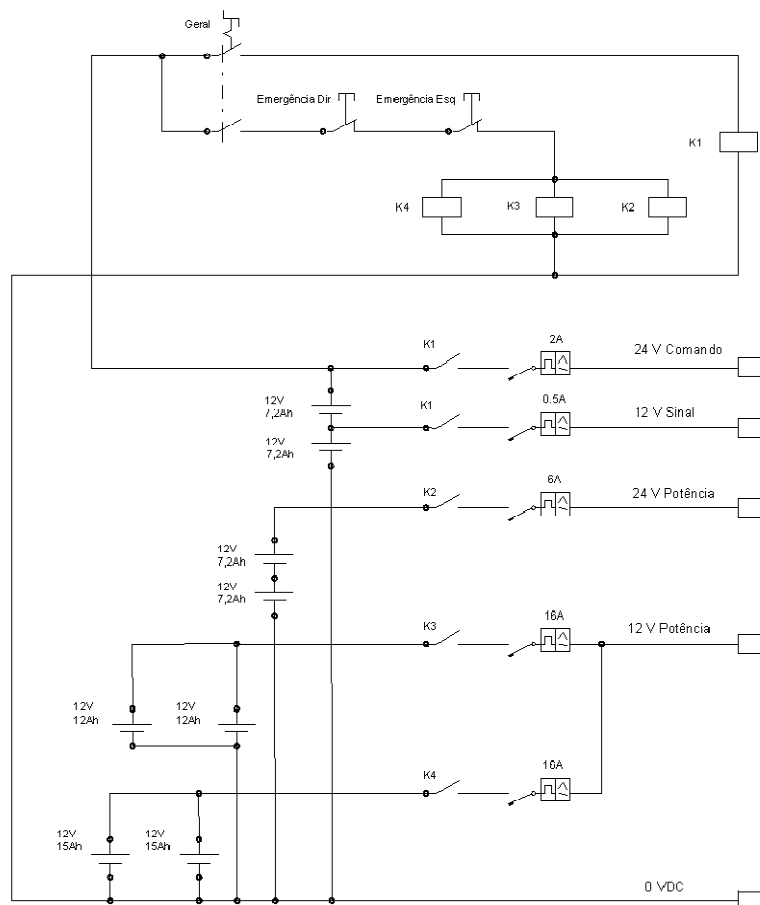 Geral
Emergência Dir
Emergência Esq
K1
K4
K3
K2
K1
2A
24 V Comando
12V
7,2Ah
K1
0.5A
12 V Sinal
12V
7,2Ah
K2
6A
24 V Potência
12V
7,2Ah
12V
7,2Ah
K3
16A
12 V Potência
12V
12Ah
12V
12Ah
K4
16A
12V
15Ah
12V
15Ah
0 VDC